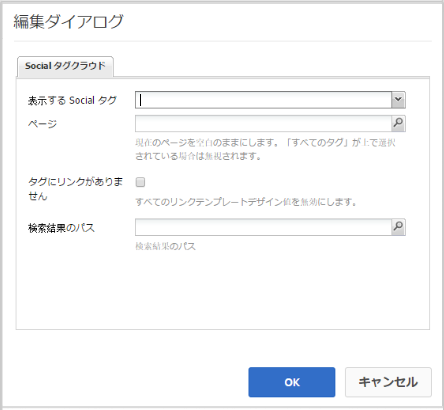 編集ダイアログ
Social タグクラウド
表示する Social タグ
ページ
現在のページを空白のままにします。「すべてのタグ」が上で選択
されている場合は無視されます。
タグにリンクがありま
せん
すべてのリンクテンプレートデザイン値を無効にします。
検索結果のパス
検索結果のパス
OK
キャンセル